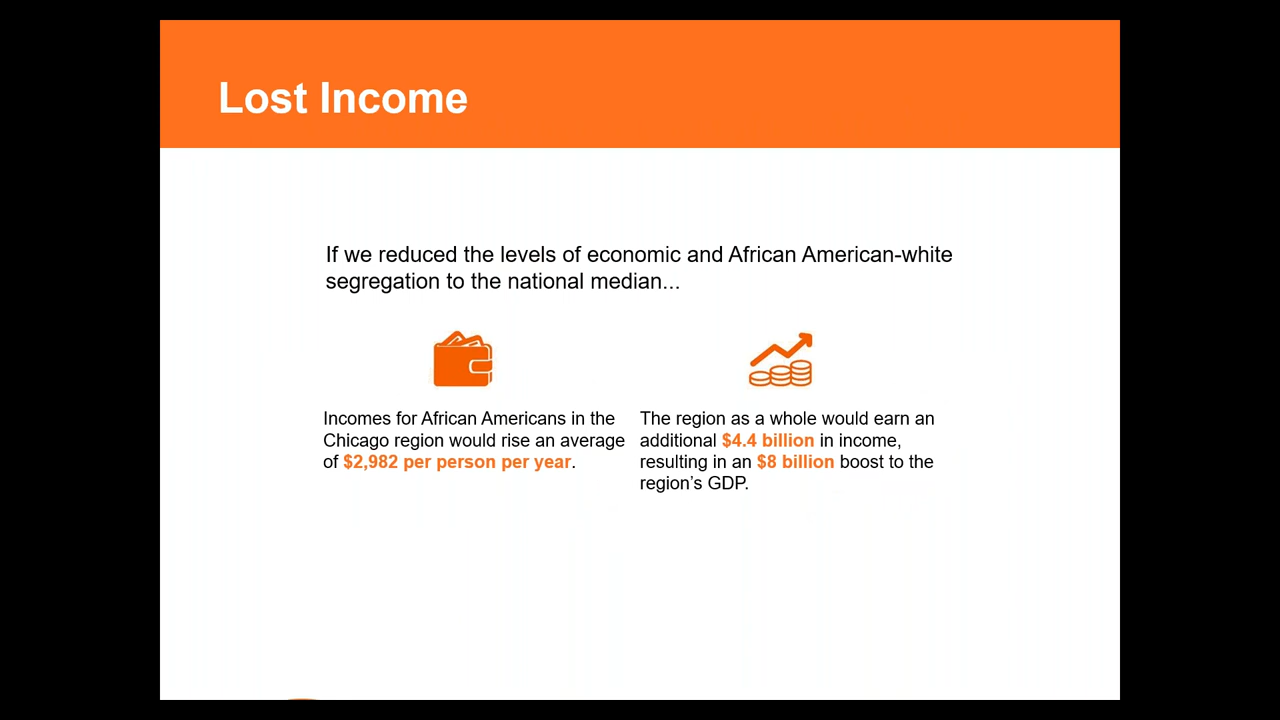 Lost Income
If we reduced the levels of economic and African American-white
segregation to the national median...
Incomes for African Americans in the
Chicago region would rise an average
of $2,982 per person per year.
The region as a whole would earn an
additional $4.4 billion in income,
resulting in an $8 billion boost to the
region’s GDP.